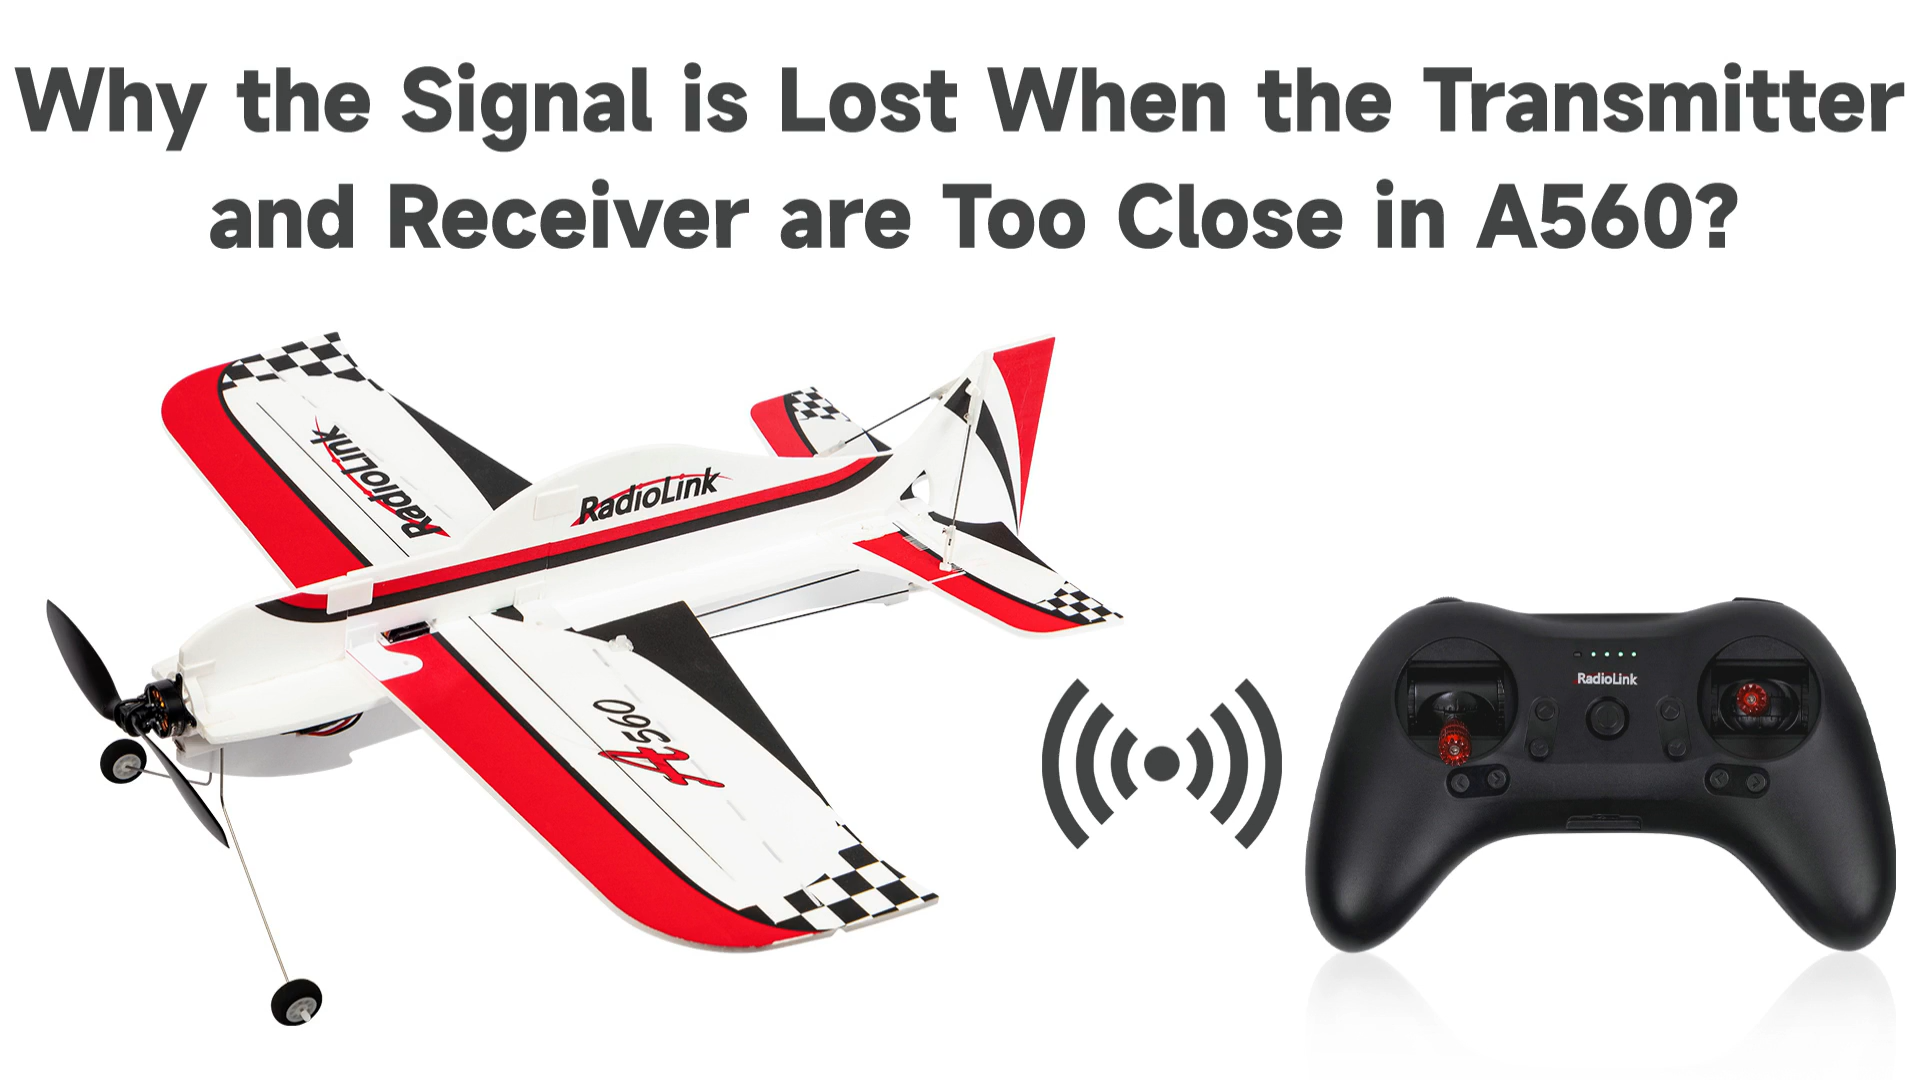 Why the Signal is Lost When the Transmitter
and Receiver are Too Close in A560?
RadioLink
RadioLink
A560
RadioLink